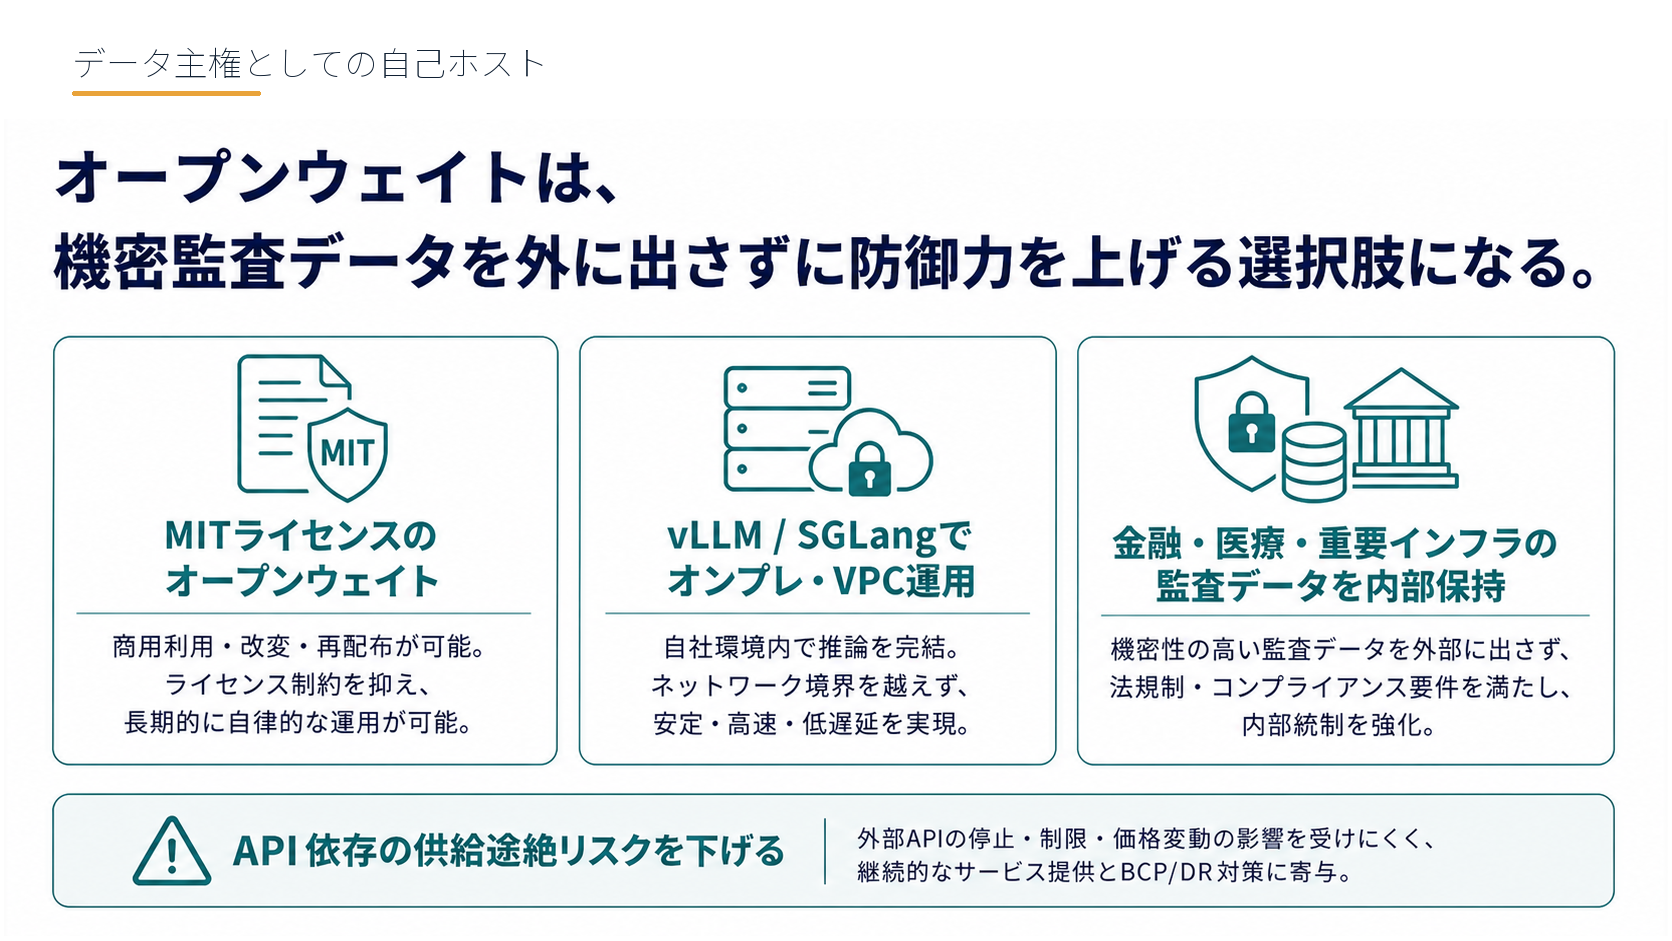 データ主権としての自己ホスト
オープンウェイトは、
機密監査データを外に出さずに防御力を上げる選択肢になる。
MIT
MITライセンスの
オープンウェイト
商用利用・改変・再配布が可能。
ライセンス制約を抑え、
長期的に自律的な運用が可能。
vLLM / SGLangで
オンプレ・VPC運用
自社環境内で推論を完結。
ネットワーク境界を越えず、
安定・高速・低遅延を実現。
金融・医療・重要インフラの
監査データを内部保持
機密性の高い監査データを外部に出さず、
法規制・コンプライアンス要件を満たし、
内部統制を強化。
API 依存の供給途絶リスクを下げる
外部APIの停止・制限・価格変動の影響を受けにくく、
継続的なサービス提供とBCP/DR対策に寄与。